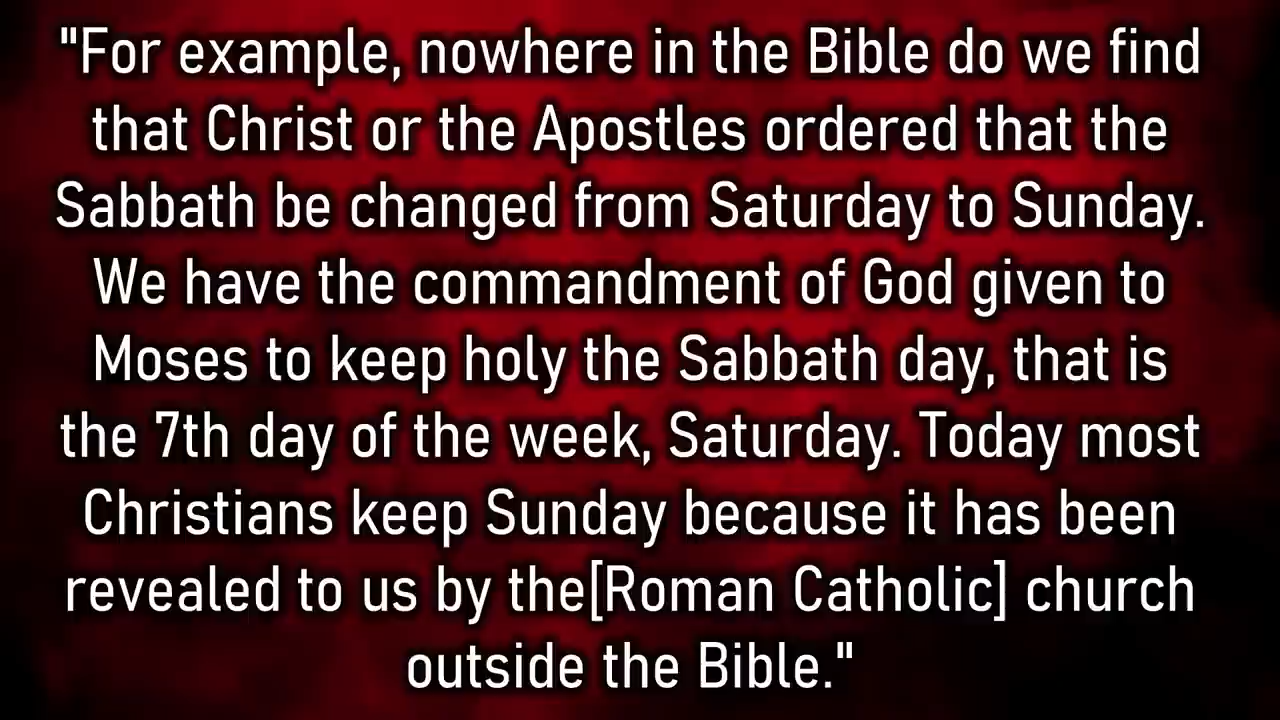 "For example, nowhere in the Bible do we find
that Christ or the Apostles ordered that the
Sabbath be changed from Saturday to Sunday.
We have the commandment of God given to
Moses to keep holy the Sabbath day, that is
the 7th day of the week, Saturday. Today most
Christians keep Sunday because it has been
revealed to us by the[Roman Catholic] church
outside the Bible."